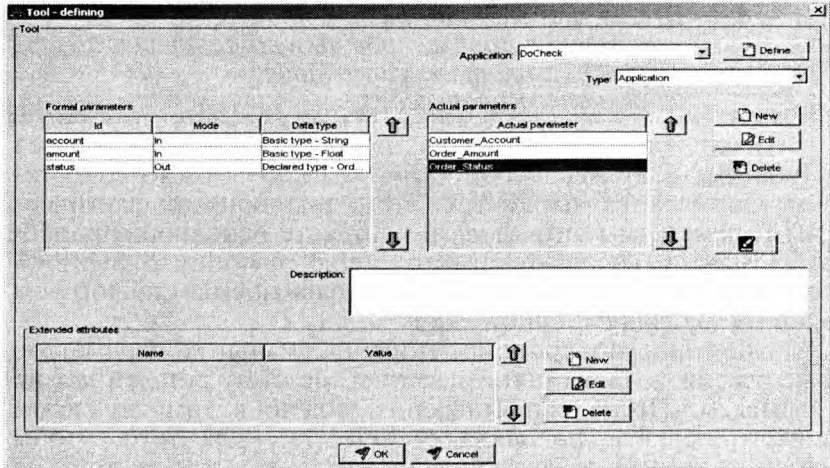 Tool - defining
Tool
Application: DoCheck
Define
Type: Application
Formal parameters
Id Mode Data type
account In Basic type - String
amount In Basic type - Float
status Out Declared type - Ord...
Actual parameters
Actual parameter
Customer_Account
Order_Amount
Order_Status
New
Edit
Delete
Description:
Extended attributes
Name Value
New
Edit
Delete
OK Cancel